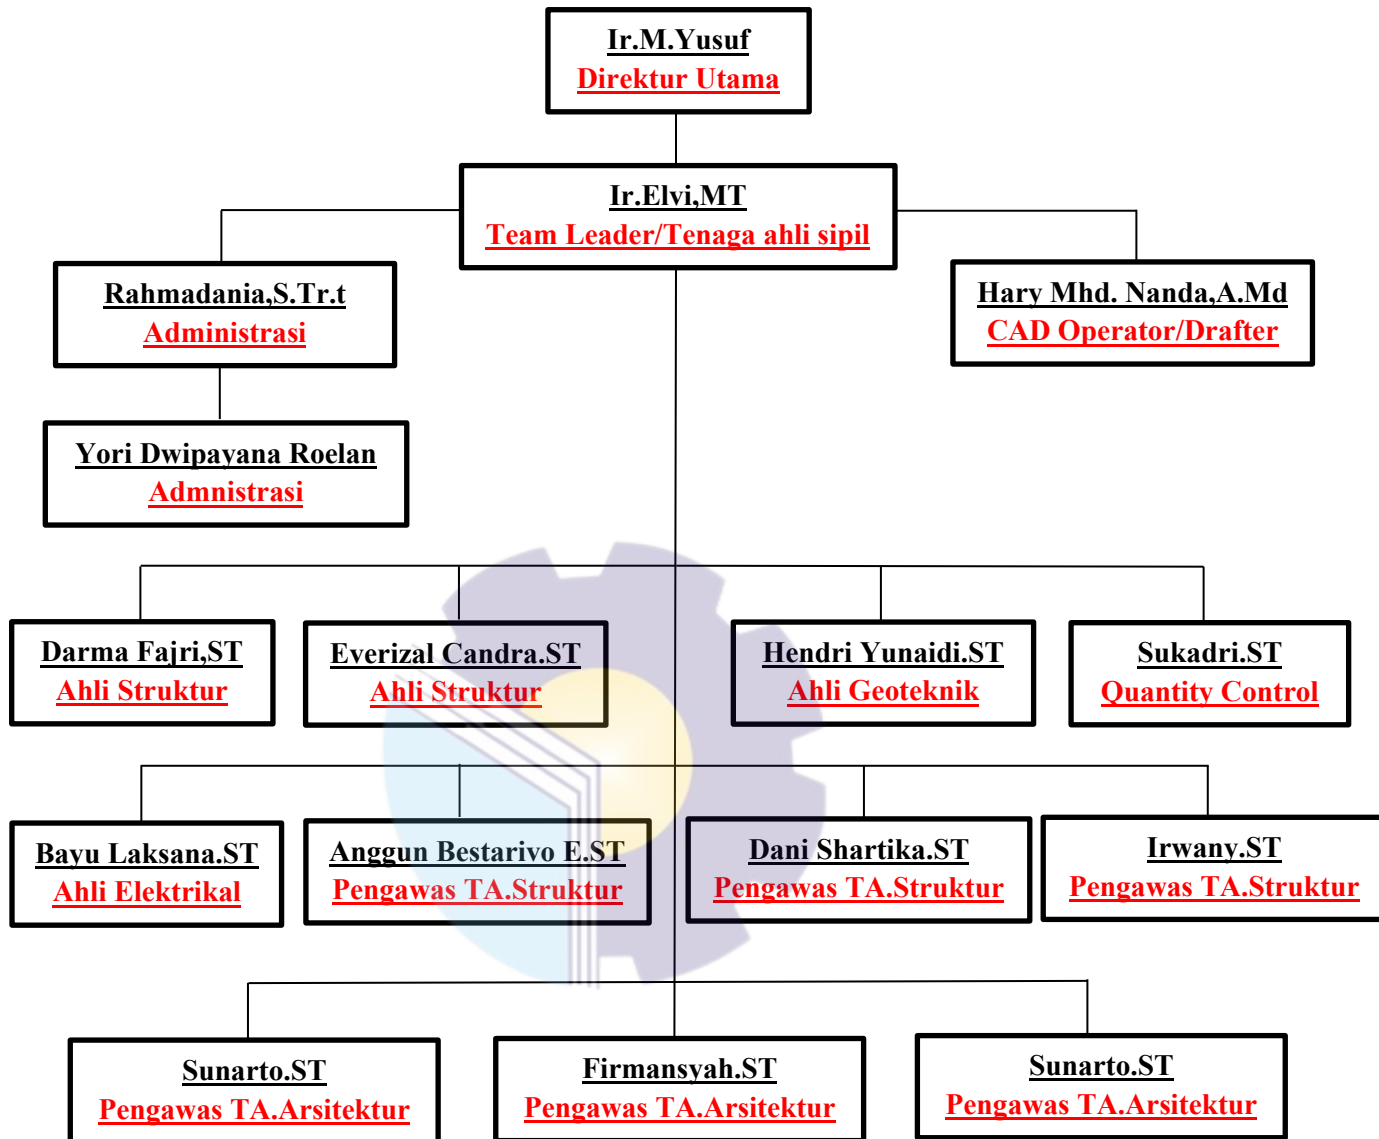 Ir.M.Yusuf
Direktur Utama
Ir.Elvi,MT
Team Leader/Tenaga ahli sipil
Rahmadania,S.Tr.t
Administrasi
Hary Mhd. Nanda,A.Md
CAD Operator/Drafter
Yori Dwipayana Roelan
Admnistrasi
Darma Fajri,ST
Ahli Struktur
Everizal Candra.ST
Ahli Struktur
Hendri Yunaidi.ST
Ahli Geoteknik
Sukadri.ST
Quantity Control
Bayu Laksana.ST
Ahli Elektrikal
Anggun Bestarivo E.ST
Pengawas TA.Struktur
Dani Shartika.ST
Pengawas TA.Struktur
Irwany.ST
Pengawas TA.Struktur
Sunarto.ST
Pengawas TA.Arsitektur
Firmansyah.ST
Pengawas TA.Arsitektur
Sunarto.ST
Pengawas TA.Arsitektur